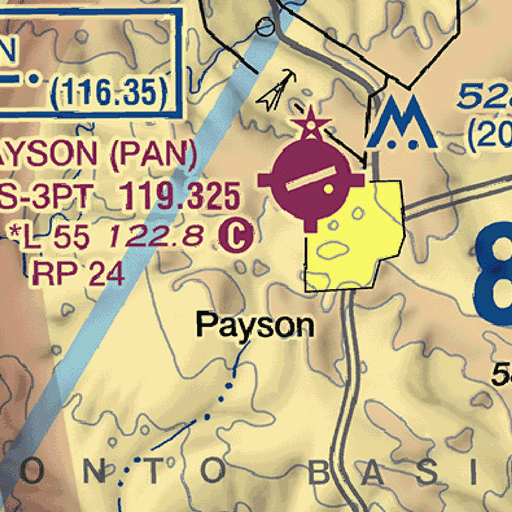 N
(116.35)
AYSON (PAN)
S-3PT 119.325
*L 55 122.8 C
RP 24
52
(20
8
Payson
5
ONTO BASI